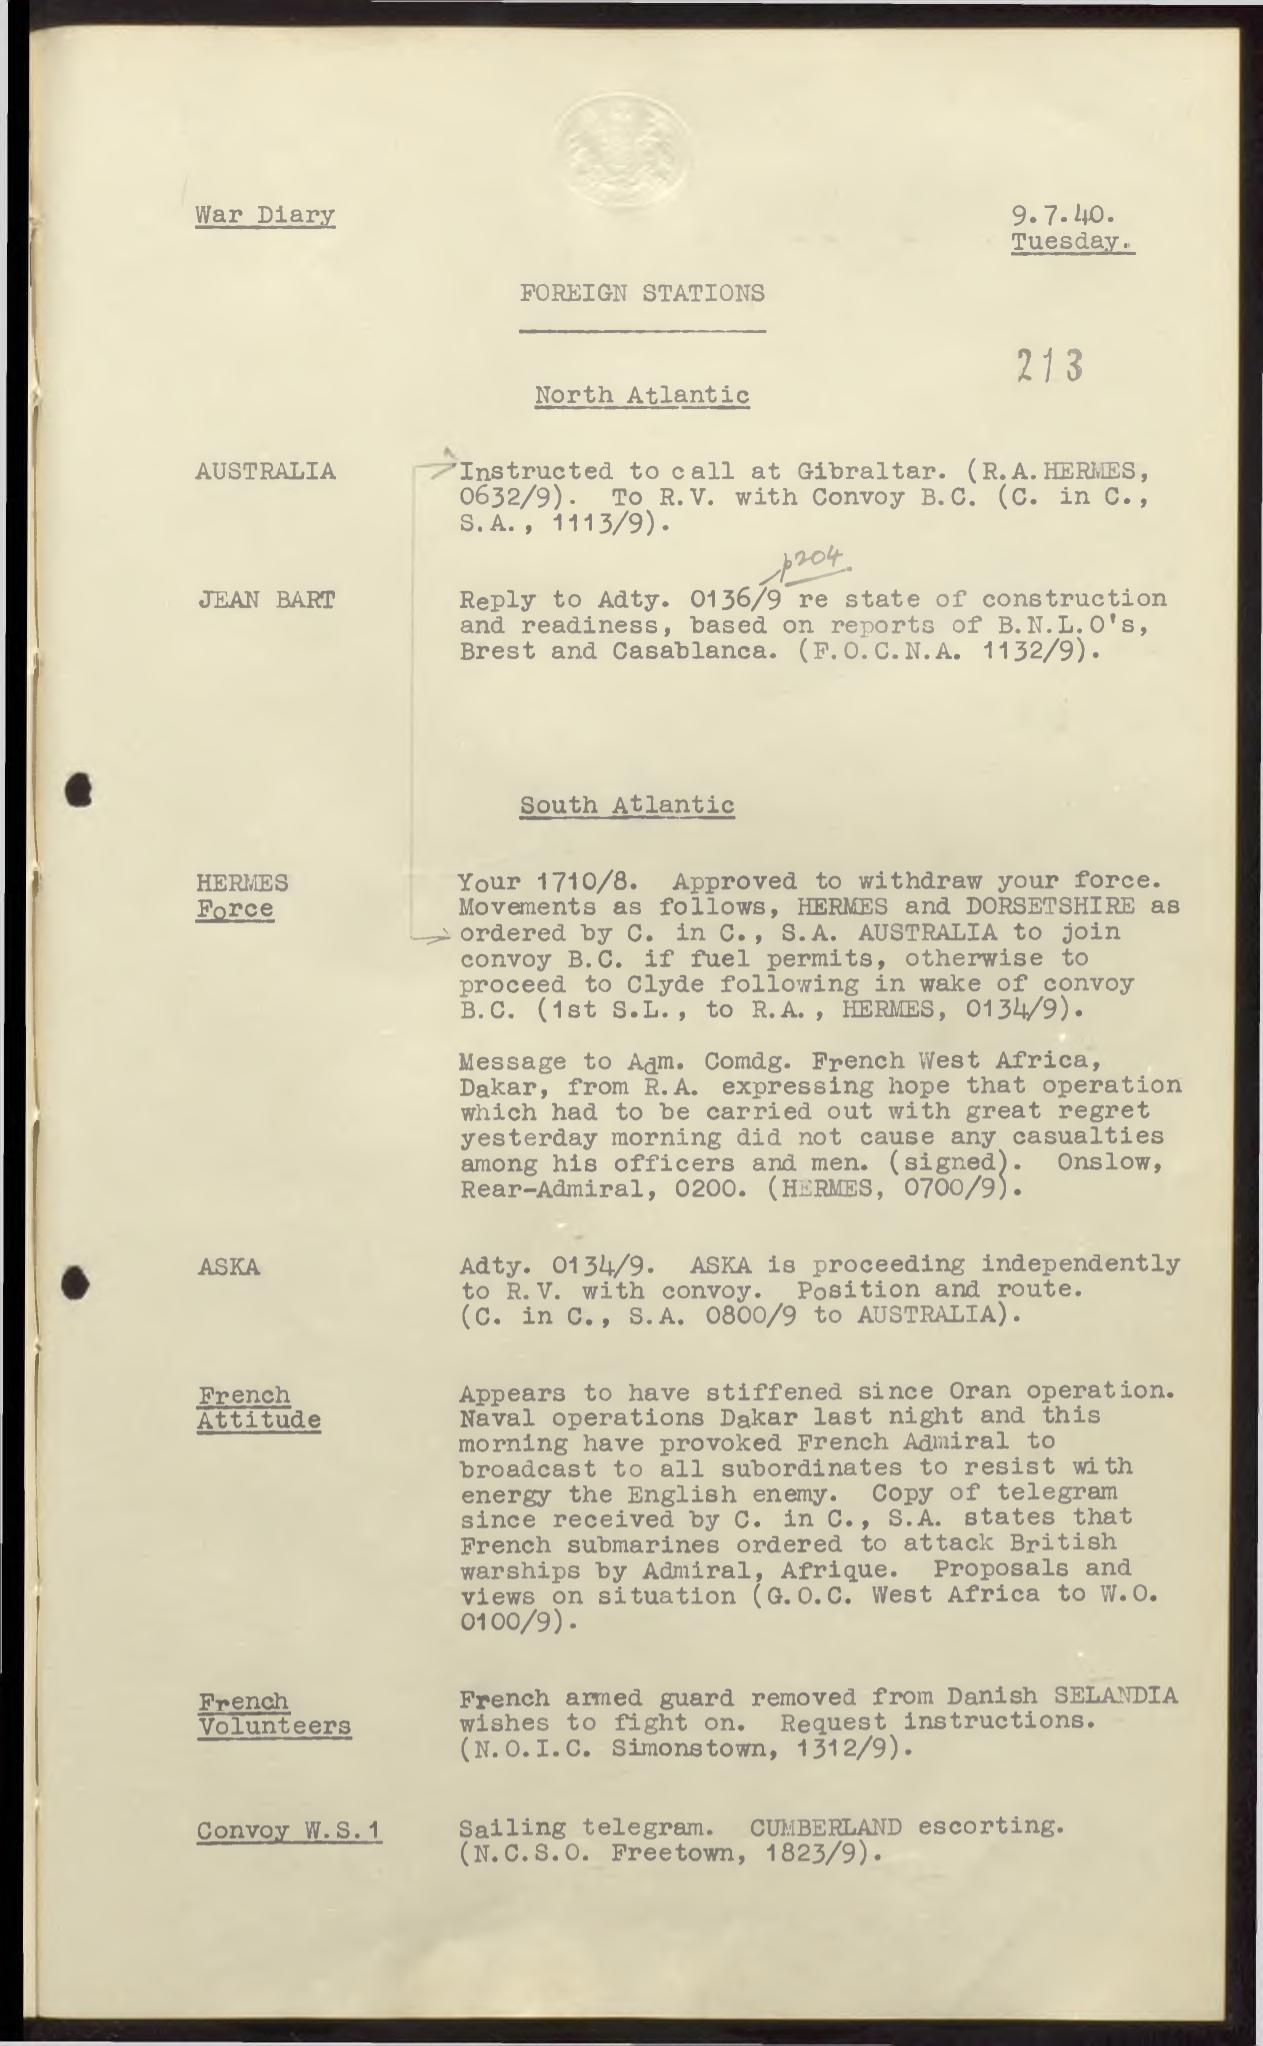 War Diary
9.7.40.
Tuesday.
FOREIGN STATIONS
213
North Atlantic
AUSTRALIA
Instructed to call at Gibraltar. (R.A.HERMES,
0632/9). To R.V. with Convoy B.C. (C. in C.,
S.A., 1113/9).
p204
JEAN BART
Reply to Adty. 0136/9 re state of construction
and readiness, based on reports of B.N.L.O's,
Brest and Casablanca. (F.O.C.N.A. 1132/9).
South Atlantic
HERMES
Force
Your 1710/8. Approved to withdraw your force.
Movements as follows, HERMES and DORSETSHIRE as
ordered by C. in C., S.A. AUSTRALIA to join
convoy B.C. if fuel permits, otherwise to
proceed to Clyde following in wake of convoy
B.C. (1st S.L., to R.A., HERMES, 0134/9).
Message to Adm. Comdg. French West Africa,
Dakar, from R.A. expressing hope that operation
which had to be carried out with great regret
yesterday morning did not cause any casualties
among his officers and men. (signed). Onslow,
Rear-Admiral, 0200. (HERMES, 0700/9).
ASKA
Adty. 0134/9. ASKA is proceeding independently
to R.V. with convoy. Position and route.
(C. in C., S.A. 0800/9 to AUSTRALIA).
French
Attitude
Appears to have stiffened since Oran operation.
Naval operations Dakar last night and this
morning have provoked French Admiral to
broadcast to all subordinates to resist with
energy the English enemy. Copy of telegram
since received by C. in C., S.A. states that
French submarines ordered to attack British
warships by Admiral, Afrique. Proposals and
views on situation (G.O.C. West Africa to W.O.
0100/9).
French
Volunteers
French armed guard removed from Danish SELANDIA
wishes to fight on. Request instructions.
(N.O.I.C. Simonstown, 1312/9).
Convoy W.S.1
Sailing telegram. CUMBERLAND escorting.
(N.C.S.O. Freetown, 1823/9).